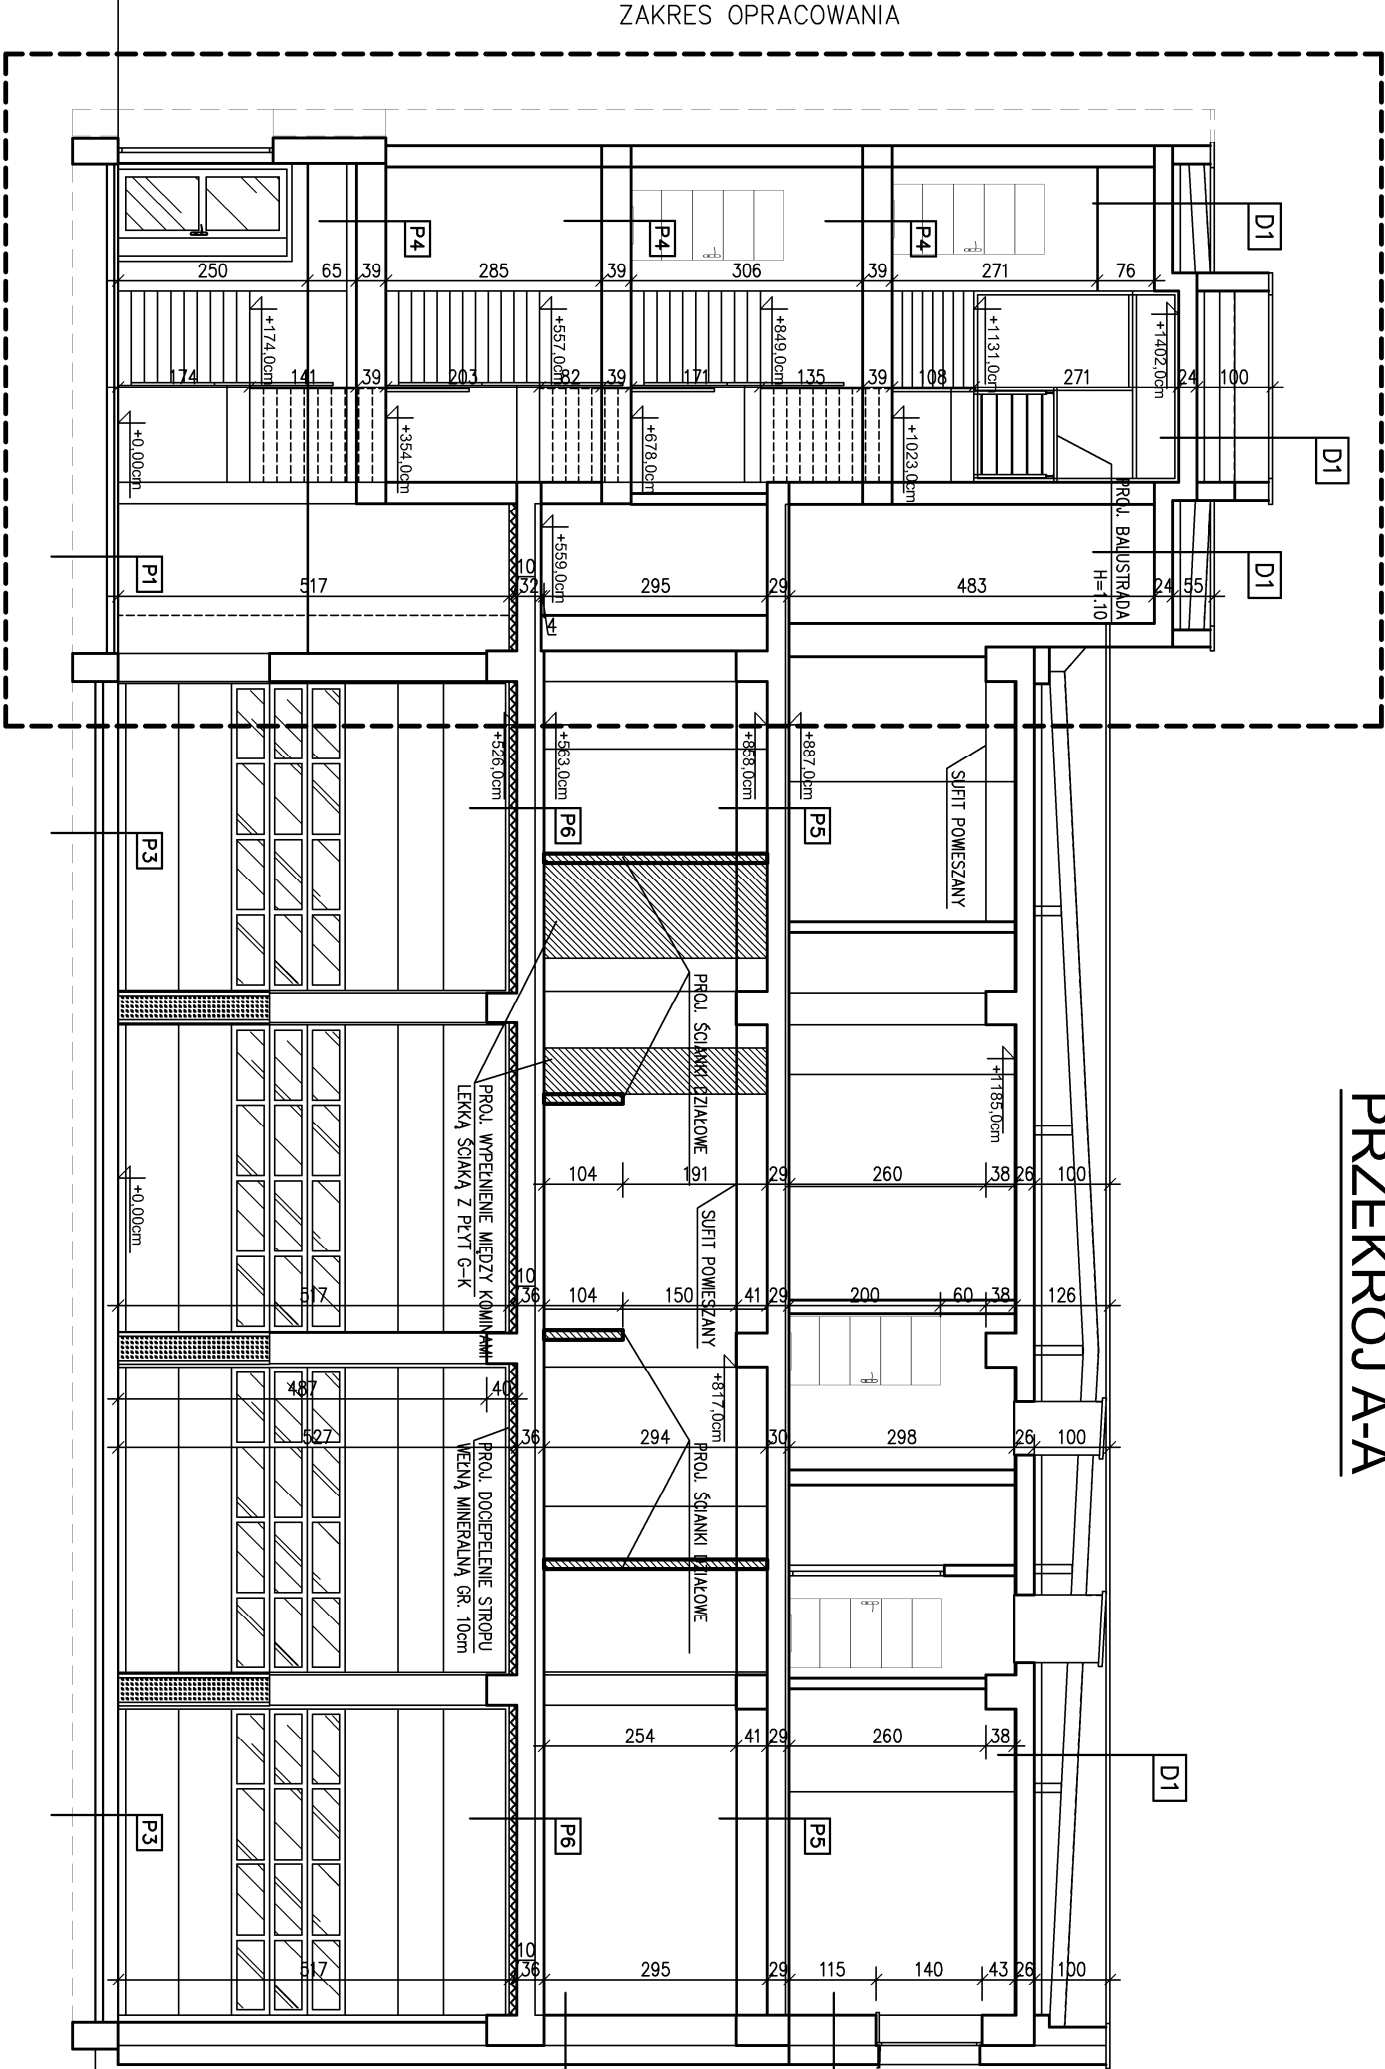 ZAKRES OPRACOWANIA
PRZEKRÓJ A-A
D1
D1
D1
D1
P4
P4
P4
250
65
39
285
39
306
39
271
76
+174,0cm
+557,0cm
+849,0cm
+1131,0cm
+1402,0cm
174
141
39
203
82
39
171
135
39
108
271
24
100
+0,00cm
+354,0cm
+678,0cm
+1023,0cm
PROJ. BALUSTRADA
H=1.10
P1
517
10
32
+559,0cm
4
295
29
483
24
55
+526,0cm
+563,0cm
+858,0cm
+887,0cm
SUFIT POWIESZANY
P3
P6
P5
PROJ. ŚCIANKI DZIAŁOWE
PROJ. WYPEŁNIENIE MIĘDZY KOMINAMI
LEKKĄ ŚCIAKĄ Z PŁYT G-K
+1185,0cm
+0,00cm
104
191
29
260
38
26
100
SUFIT POWIESZANY
517
10
36
104
150
41
29
200
60
38
126
+817,0cm
487
40
527
36
294
30
298
26
100
PROJ. DOCIEPELENIE STROPU
WEŁNĄ MINERALNĄ GR. 10cm
PROJ. ŚCIANKI DZIAŁOWE
254
41
29
260
38
P3
P6
P5
517
10
36
295
29
115
140
43
26
100